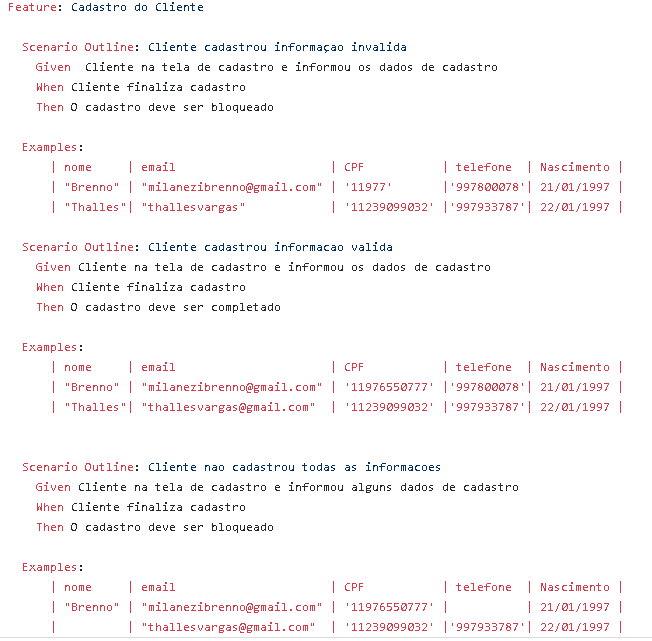 Feature: Cadastro do Cliente
Scenario Outline: Cliente cadastrou informaçao invalida
Given  Cliente na tela de cadastro e informou os dados de cadastro
When Cliente finaliza cadastro
Then O cadastro deve ser bloqueado
Examples:
| nome     | email                      | CPF           | telefone  | Nascimento |
| "Brenno" | "milanezibrenno@gmail.com" | '11977'       |'997800078'| 21/01/1997 |
| "Thalles"| "thallesvargas"            | '11239099032' |'997933787'| 22/01/1997 |
Scenario Outline: Cliente cadastrou informacao valida
Given Cliente na tela de cadastro e informou os dados de cadastro
When Cliente finaliza cadastro
Then O cadastro deve ser completado
Examples:
| nome     | email                      | CPF           | telefone  | Nascimento |
| "Brenno" | "milanezibrenno@gmail.com" | '11976550777' |'997800078'| 21/01/1997 |
| "Thalles"| "thallesvargas@gmail.com"  | '11239099032' |'997933787'| 22/01/1997 |
Scenario Outline: Cliente nao cadastrou todas as informacoes
Given Cliente na tela de cadastro e informou alguns dados de cadastro
When Cliente finaliza cadastro
Then O cadastro deve ser bloqueado
Examples:
| nome     | email                      | CPF           | telefone  | Nascimento |
| "Brenno" | "milanezibrenno@gmail.com" | '11976550777' |           | 21/01/1997 |
|          | "thallesvargas@gmail.com"  | '11239099032' |'997933787'| 22/01/1997 |